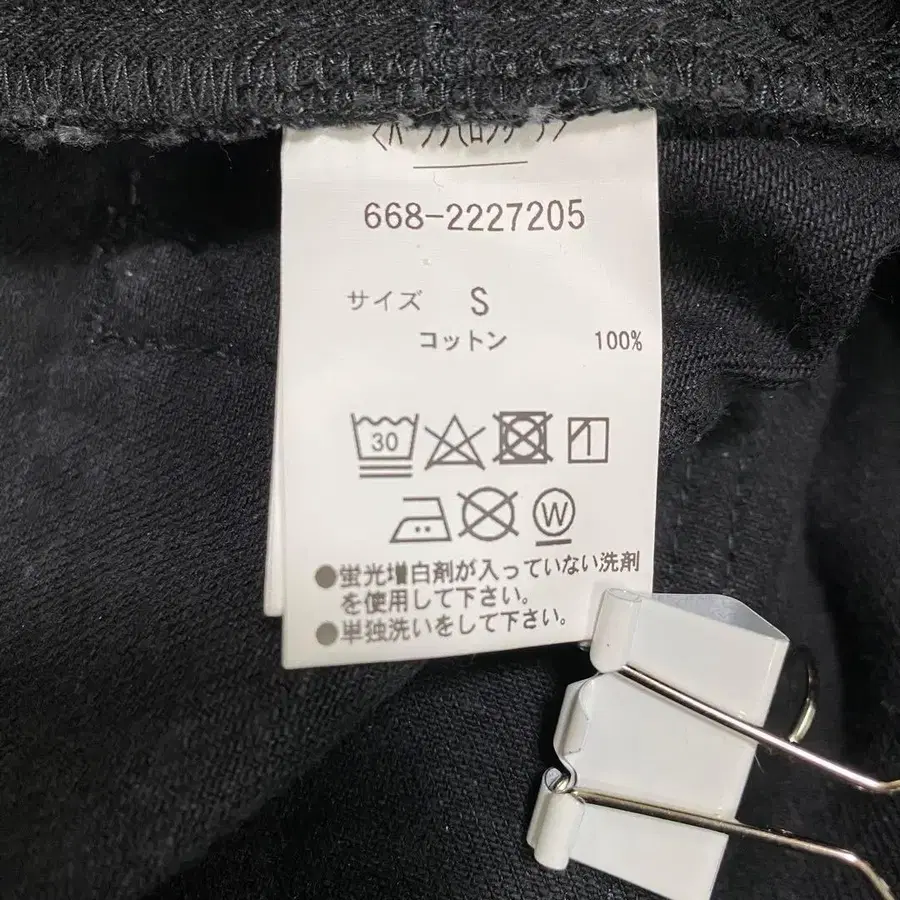 668-2227205
サイズ S
コットン 100%
30
W
●蛍光増白剤が入っていない洗剤
を使用して下さい。
●単独洗いをして下さい。